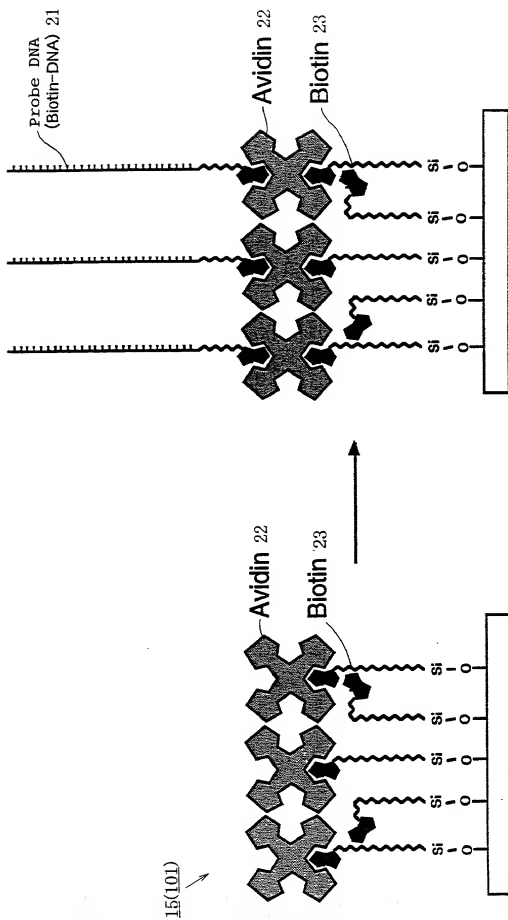 15(101)
Avidin 22
Biotin 23
Si Si Si Si Si
O O O O O
Probe DNA 21
(Biotin-DNA)
Avidin 22
Biotin 23
Si Si Si Si Si
O O O O O